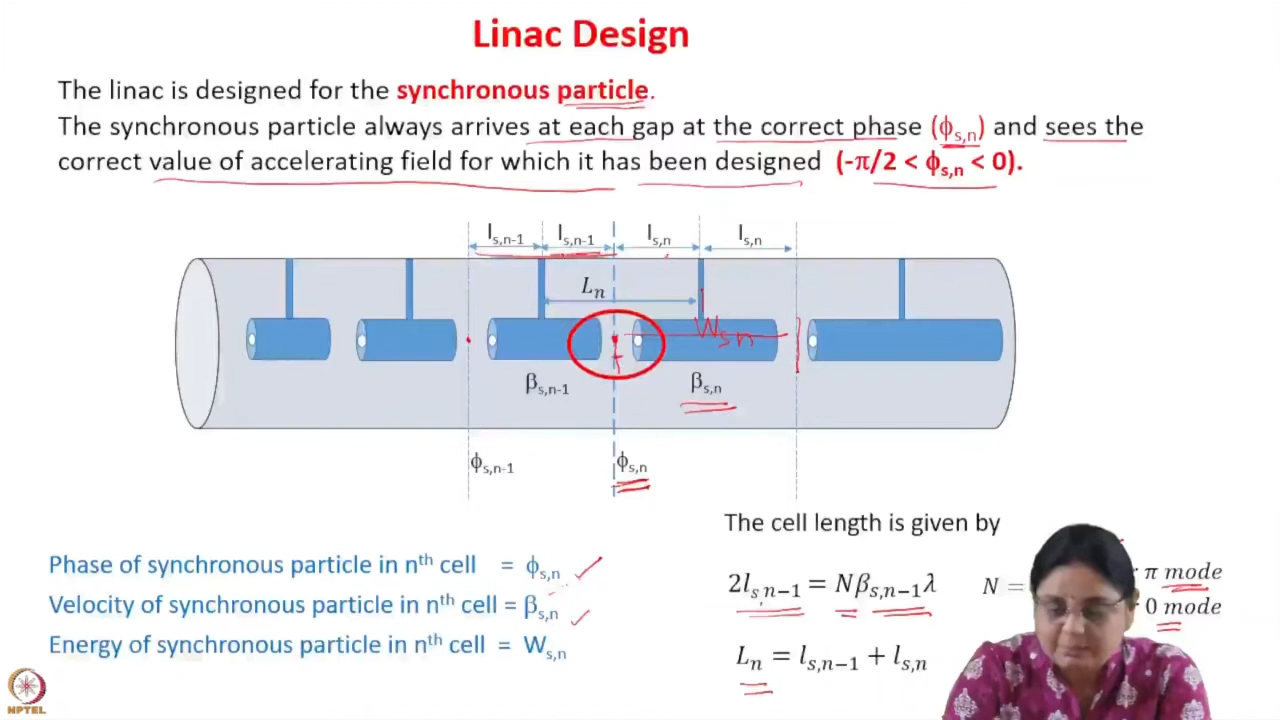 Linac Design
The linac is designed for the synchronous particle.
The synchronous particle always arrives at each gap at the correct phase (ϕs,n) and sees the
correct value of accelerating field for which it has been designed (-π/2 < ϕs,n < 0).
ls,n-1 ls,n-1 ls,n ls,n
Ln
Wsn
βs,n-1 βs,n
ϕs,n-1 ϕs,n
The cell length is given by
Phase of synchronous particle in nth cell = ϕs,n
Velocity of synchronous particle in nth cell = βs,n
Energy of synchronous particle in nth cell = Ws,n
2ls,n−1 = Nβs,n−1λ N =
π mode
0 mode
Ln = ls,n−1 + ls,n
NPTEL